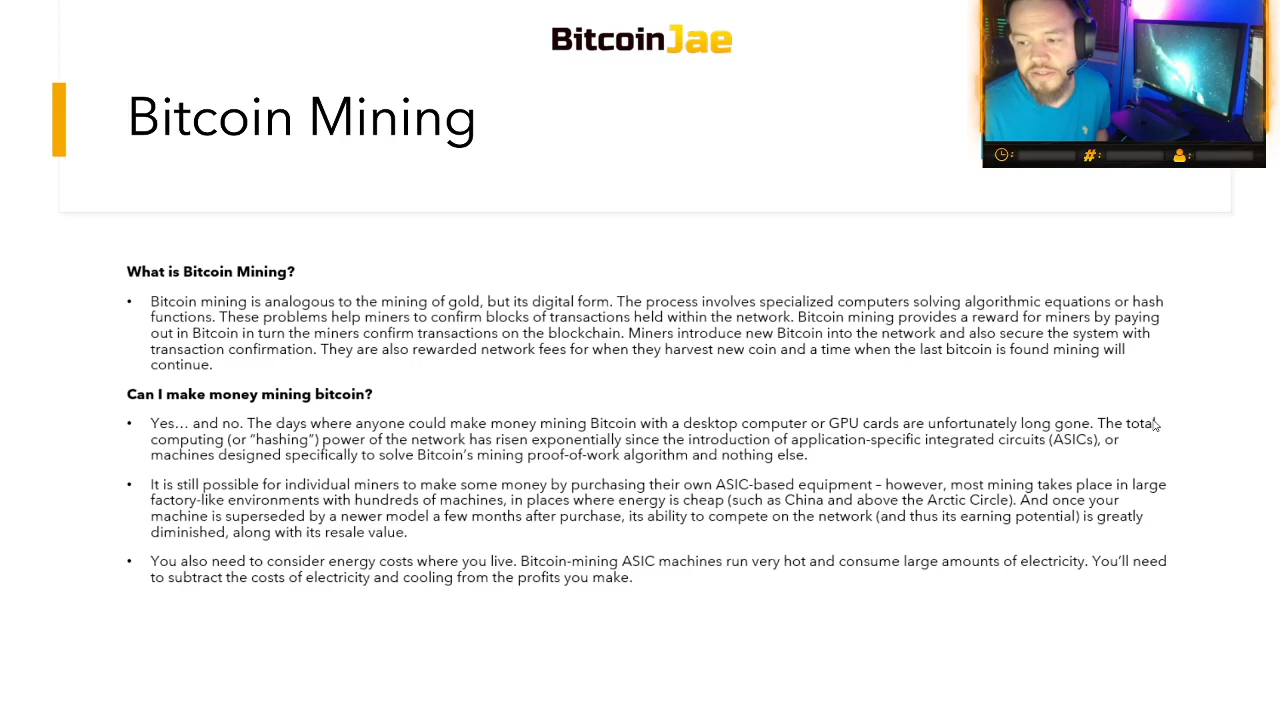 BitcoinJae
Bitcoin Mining
What is Bitcoin Mining?
• Bitcoin mining is analogous to the mining of gold, but its digital form. The process involves specialized computers solving algorithmic equations or hash
functions. These problems help miners to confirm blocks of transactions held within the network. Bitcoin mining provides a reward for miners by paying
out in Bitcoin in turn the miners confirm transactions on the blockchain. Miners introduce new Bitcoin into the network and also secure the system with
transaction confirmation. They are also rewarded network fees for when they harvest new coin and a time when the last bitcoin is found mining will
continue.
Can I make money mining bitcoin?
• Yes… and no. The days where anyone could make money mining Bitcoin with a desktop computer or GPU cards are unfortunately long gone. The total
computing (or “hashing”) power of the network has risen exponentially since the introduction of application-specific integrated circuits (ASICs), or
machines designed specifically to solve Bitcoin’s mining proof-of-work algorithm and nothing else.
• It is still possible for individual miners to make some money by purchasing their own ASIC-based equipment – however, most mining takes place in large
factory-like environments with hundreds of machines, in places where energy is cheap (such as China and above the Arctic Circle). And once your
machine is superseded by a newer model a few months after purchase, its ability to compete on the network (and thus its earning potential) is greatly
diminished, along with its resale value.
• You also need to consider energy costs where you live. Bitcoin-mining ASIC machines run very hot and consume large amounts of electricity. You’ll need
to subtract the costs of electricity and cooling from the profits you make.